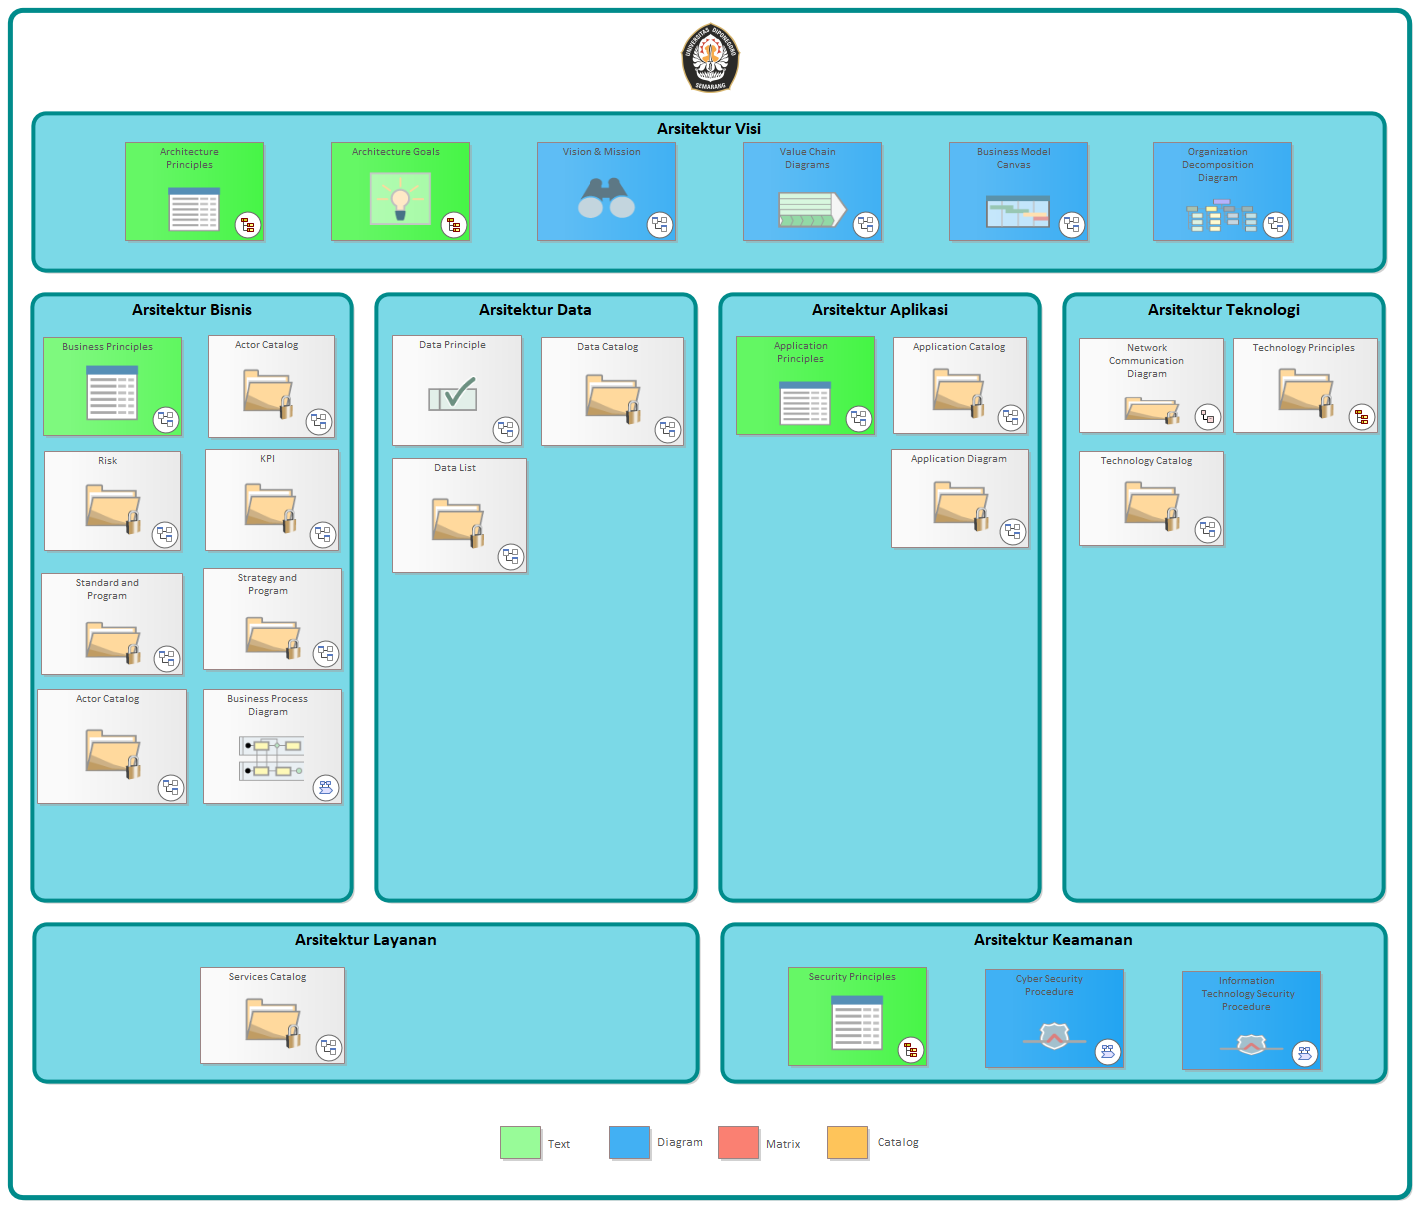 UNIVERSITAS DIPONEGORO
SEMARANG
Arsitektur Visi
Architecture
Principles
Architecture Goals
Vision & Mission
Value Chain
Diagrams
Business Model
Canvas
Organization
Decomposition
Diagram
Arsitektur Bisnis
Business Principles
Actor Catalog
Risk
KPI
Standard and
Program
Strategy and
Program
Actor Catalog
Business Process
Diagram
Arsitektur Data
Data Principle
Data Catalog
Data List
Arsitektur Aplikasi
Application
Principles
Application Catalog
Application Diagram
Arsitektur Teknologi
Network
Communication
Diagram
Technology Principles
Technology Catalog
Arsitektur Layanan
Services Catalog
Arsitektur Keamanan
Security Principles
Cyber Security
Procedure
Information
Technology Security
Procedure
Text
Diagram
Matrix
Catalog